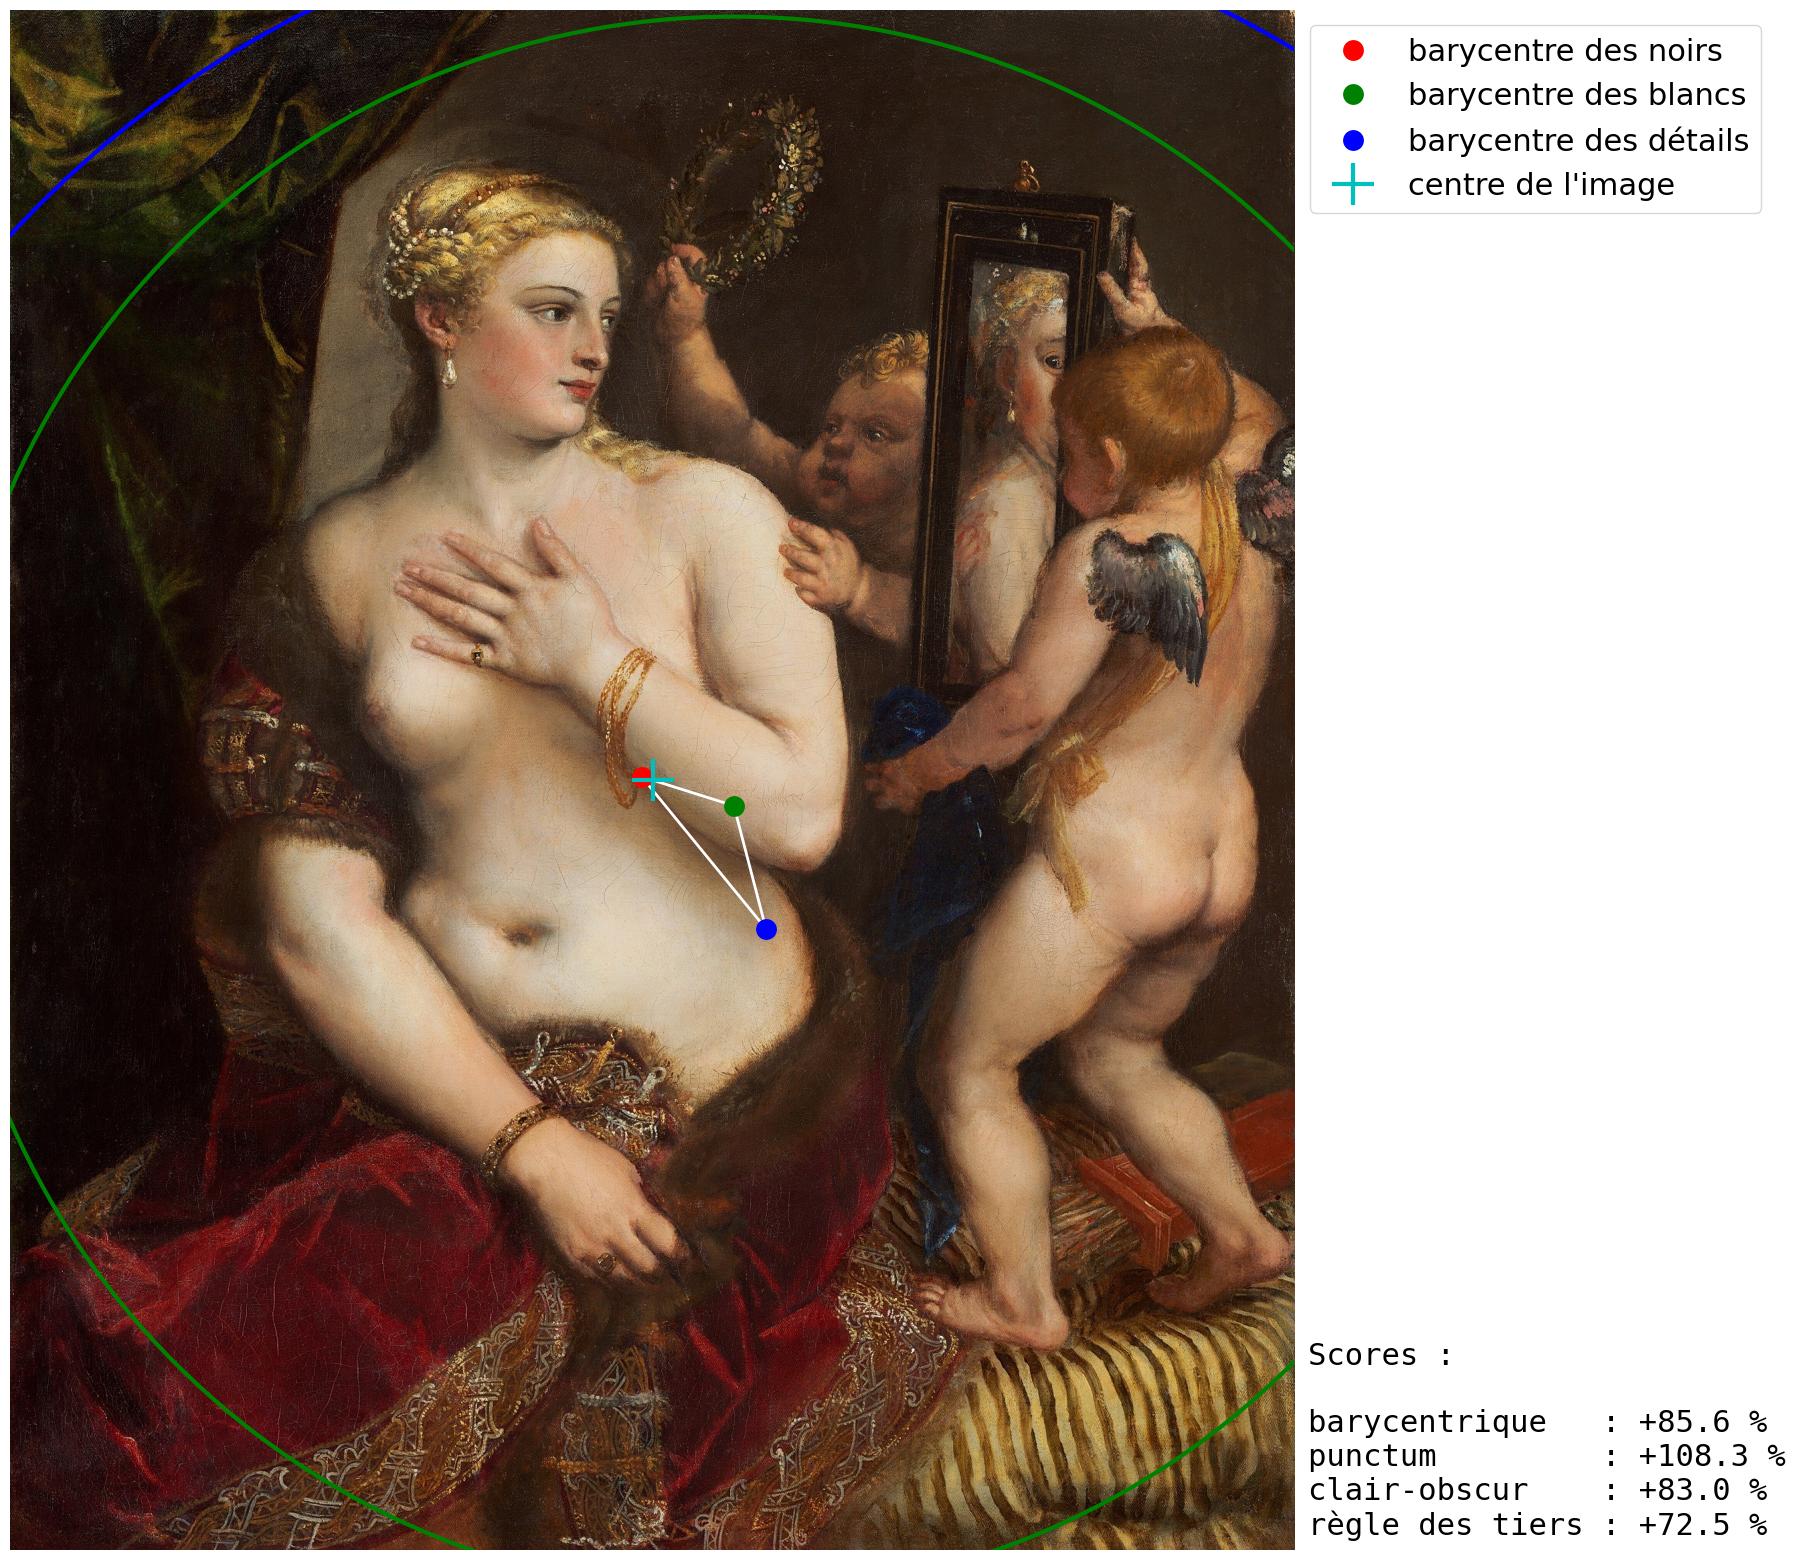 barycentre des noirs
barycentre des blancs
barycentre des détails
centre de l'image
Scores :
barycentrique : +85.6 %
punctum : +108.3 %
clair-obscur : +83.0 %
règle des tiers : +72.5 %